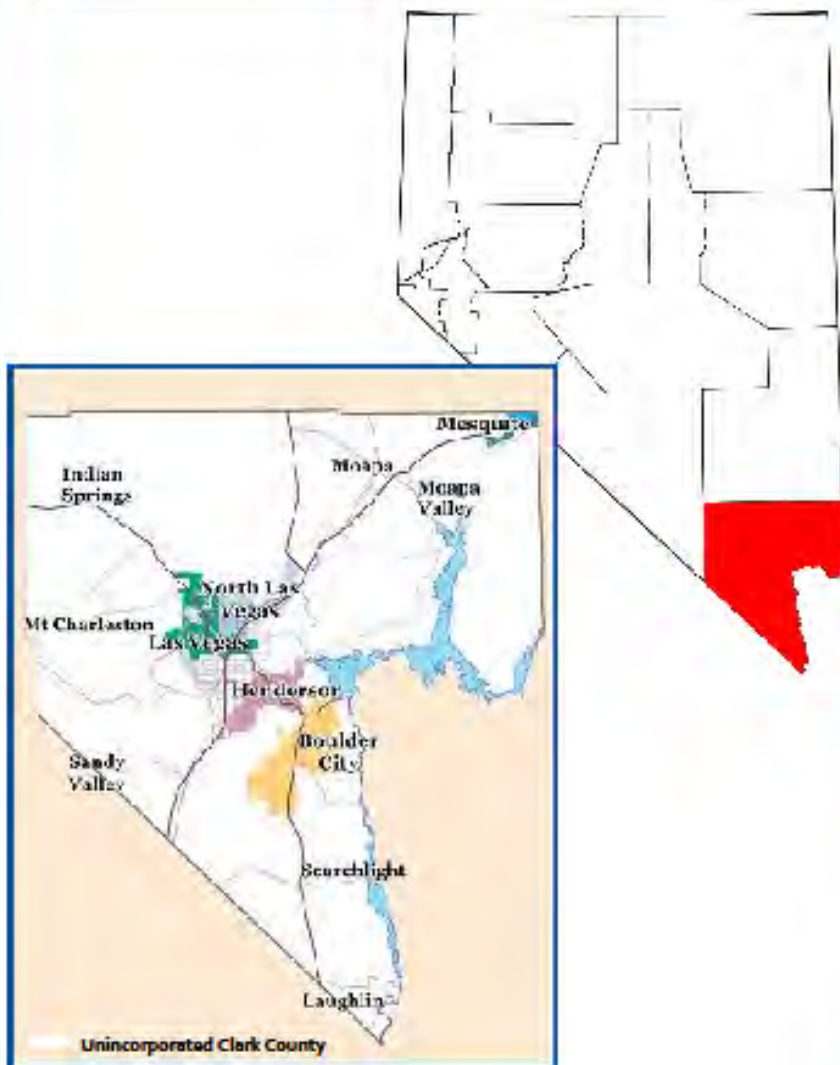 Mesquite
Moapa
Indian
Springs
Moapa
Valley
North Las
Vegas
Mt Charleston
Las Vegas
Henderson
Boulder
City
Sandy
Valley
Searchlight
Laughlin
Unincorporated Clark County